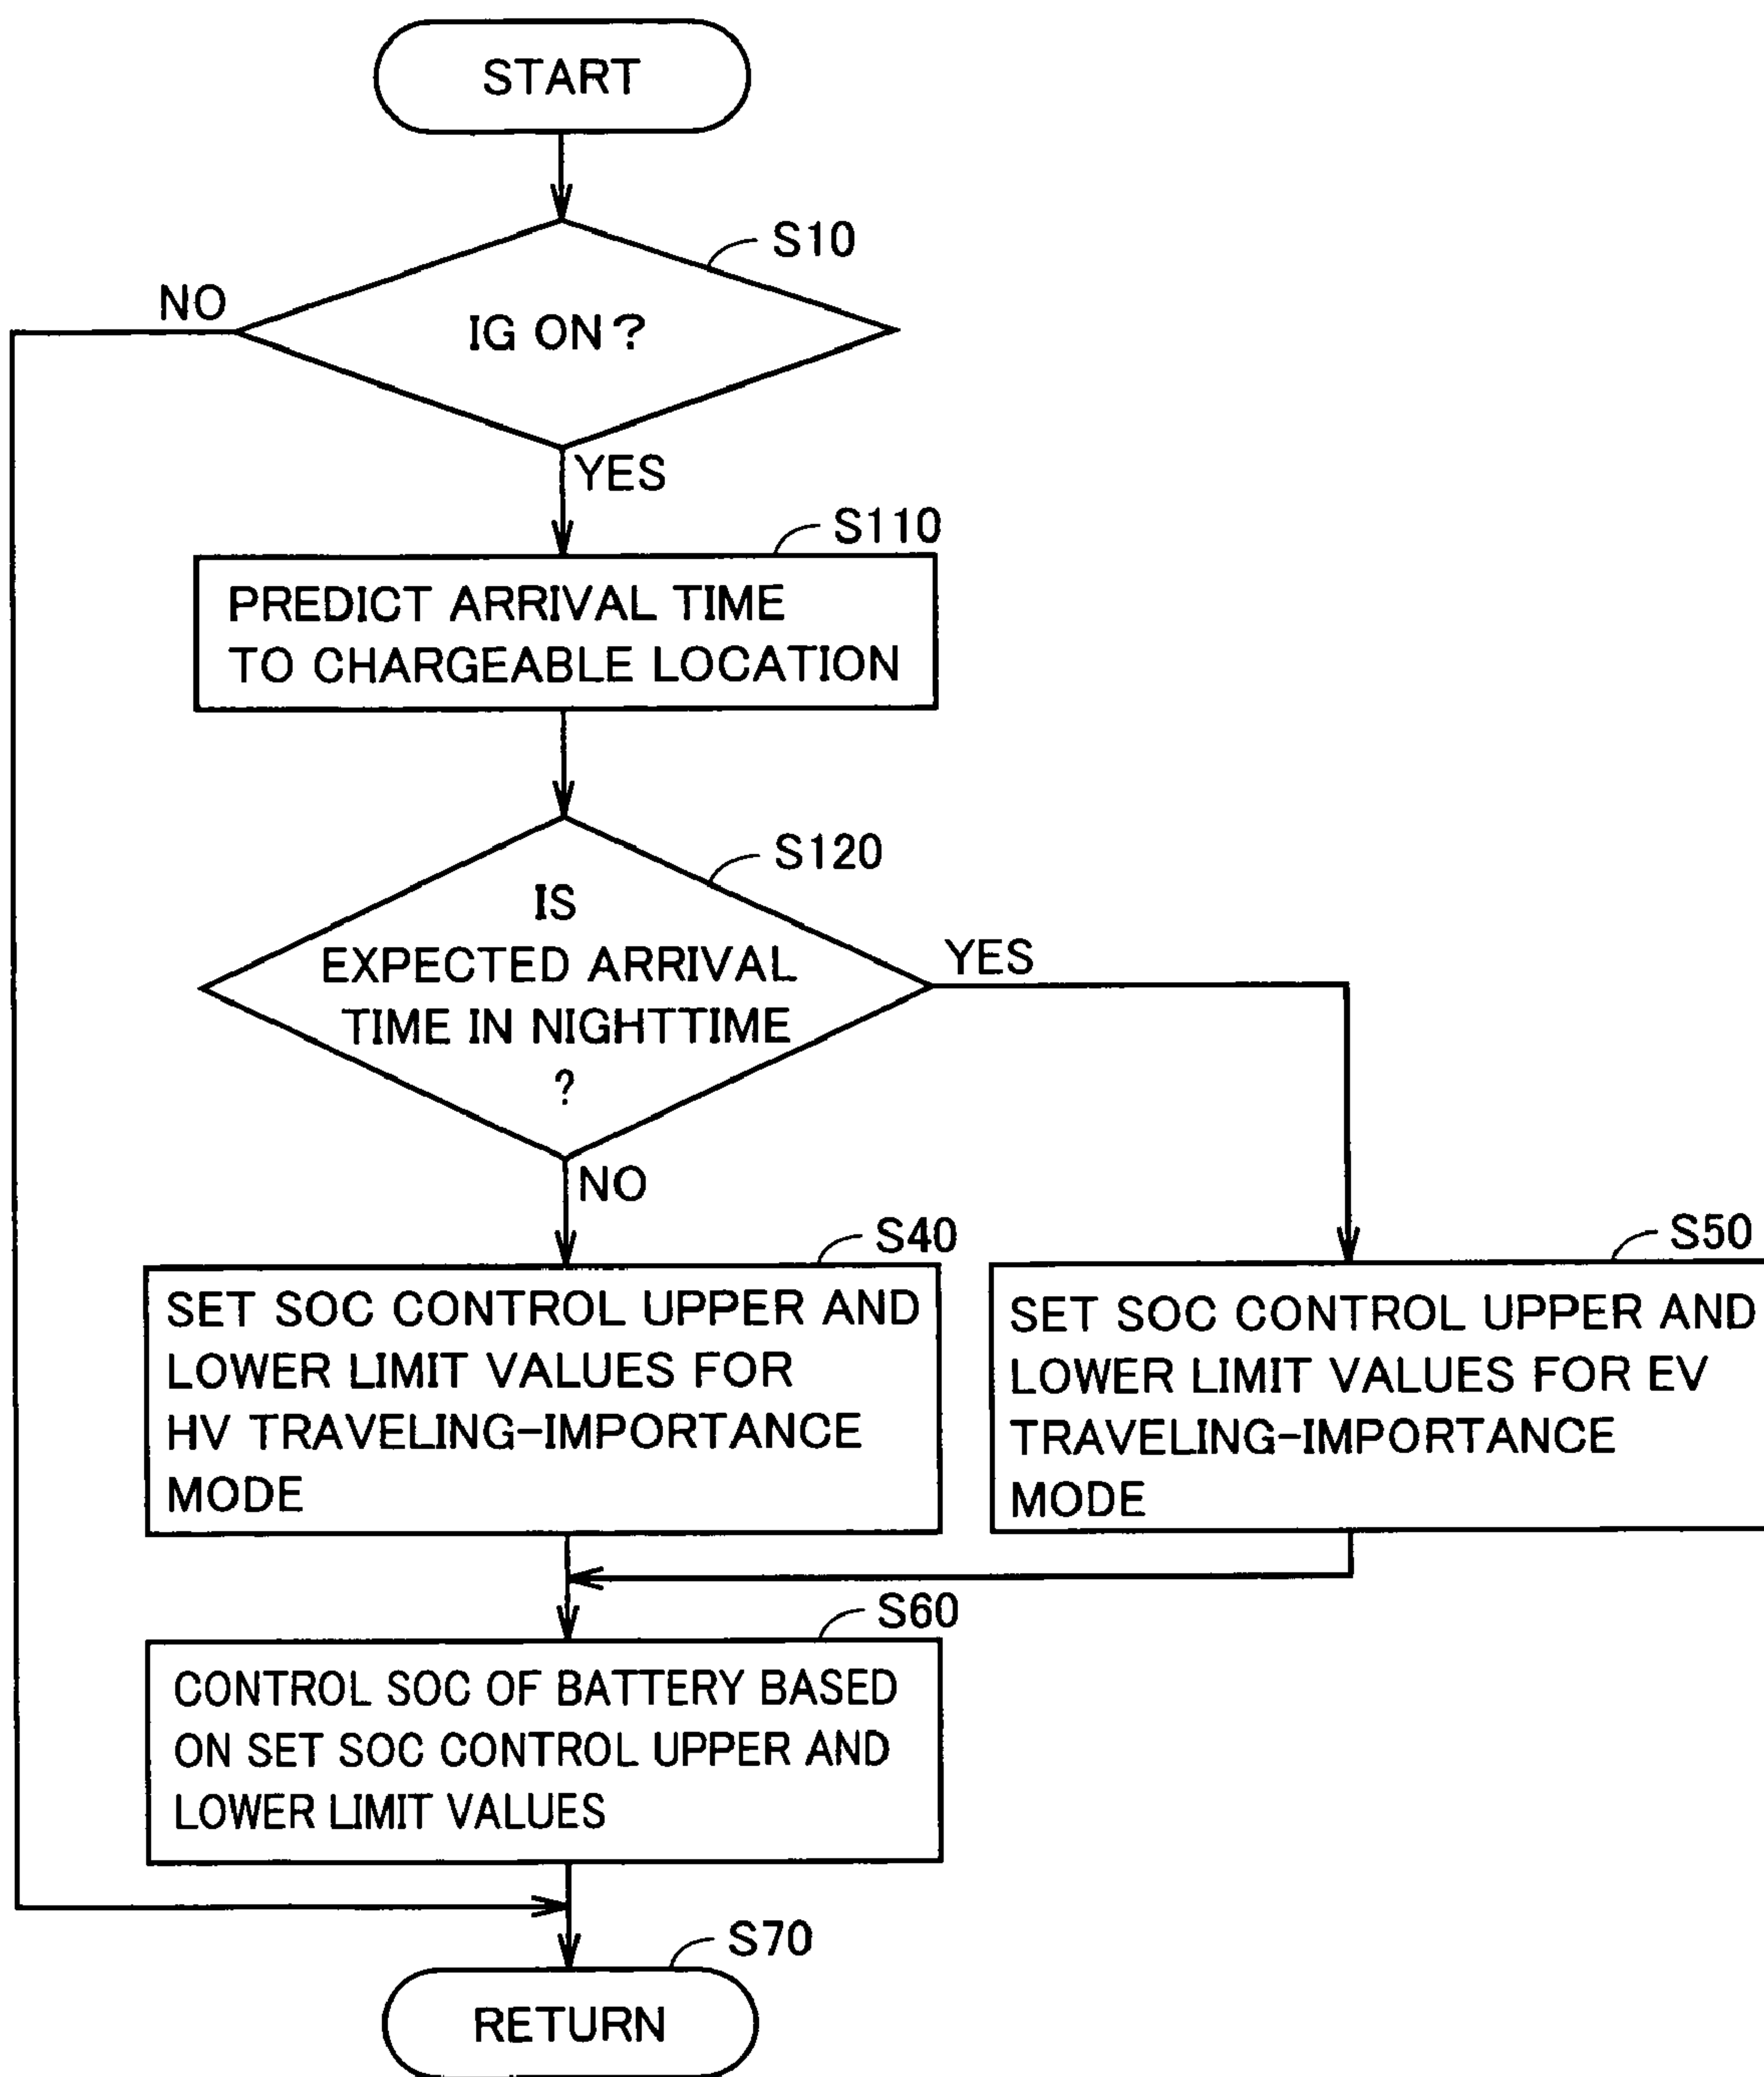 START
S10
NO
IG ON?
YES
S110
PREDICT ARRIVAL TIME
TO CHARGEABLE LOCATION
S120
IS
EXPECTED ARRIVAL
TIME IN NIGHTTIME
?
YES
NO
S40
SET SOC CONTROL UPPER AND
LOWER LIMIT VALUES FOR
HV TRAVELING-IMPORTANCE
MODE
S50
SET SOC CONTROL UPPER AND
LOWER LIMIT VALUES FOR EV
TRAVELING-IMPORTANCE
MODE
S60
CONTROL SOC OF BATTERY BASED
ON SET SOC CONTROL UPPER AND
LOWER LIMIT VALUES
S70
RETURN